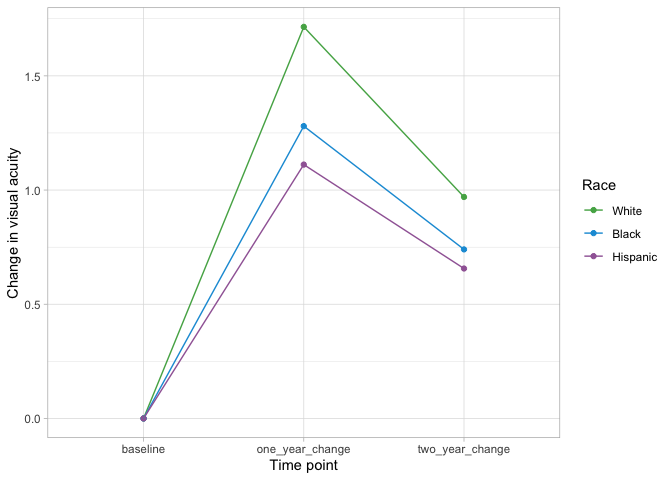 Change in visual acuity
1.5
1.0
0.5
0.0
baseline
one_year_change
two_year_change
Time point
Race
White
Black
Hispanic